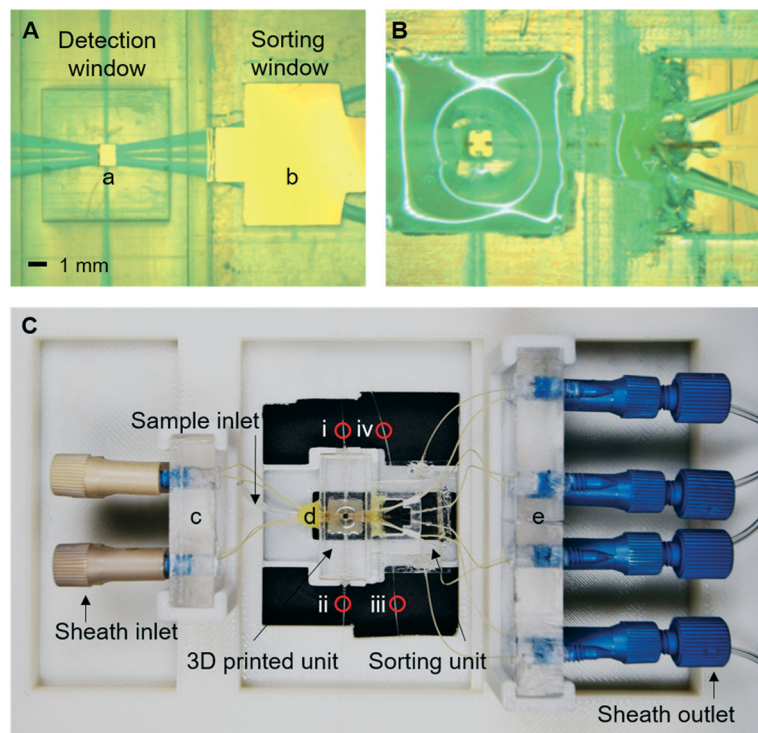 A
Detection
window
Sorting
window
a
b
1 mm
B
C
Sample inlet
i
iv
c
d
e
ii
iii
Sheath inlet
3D printed unit
Sorting unit
Sheath outlet